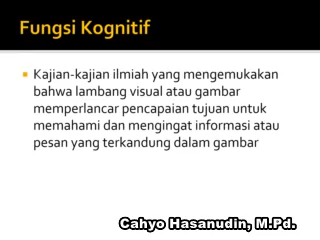 Fungsi Kognitif
Kajian-kajian ilmiah yang mengemukakan
bahwa lambang visual atau gambar
memperlancar pencapaian tujuan untuk
memahami dan mengingat informasi atau
pesan yang terkandung dalam gambar
Cahyo Hasanudin, M.Pd.